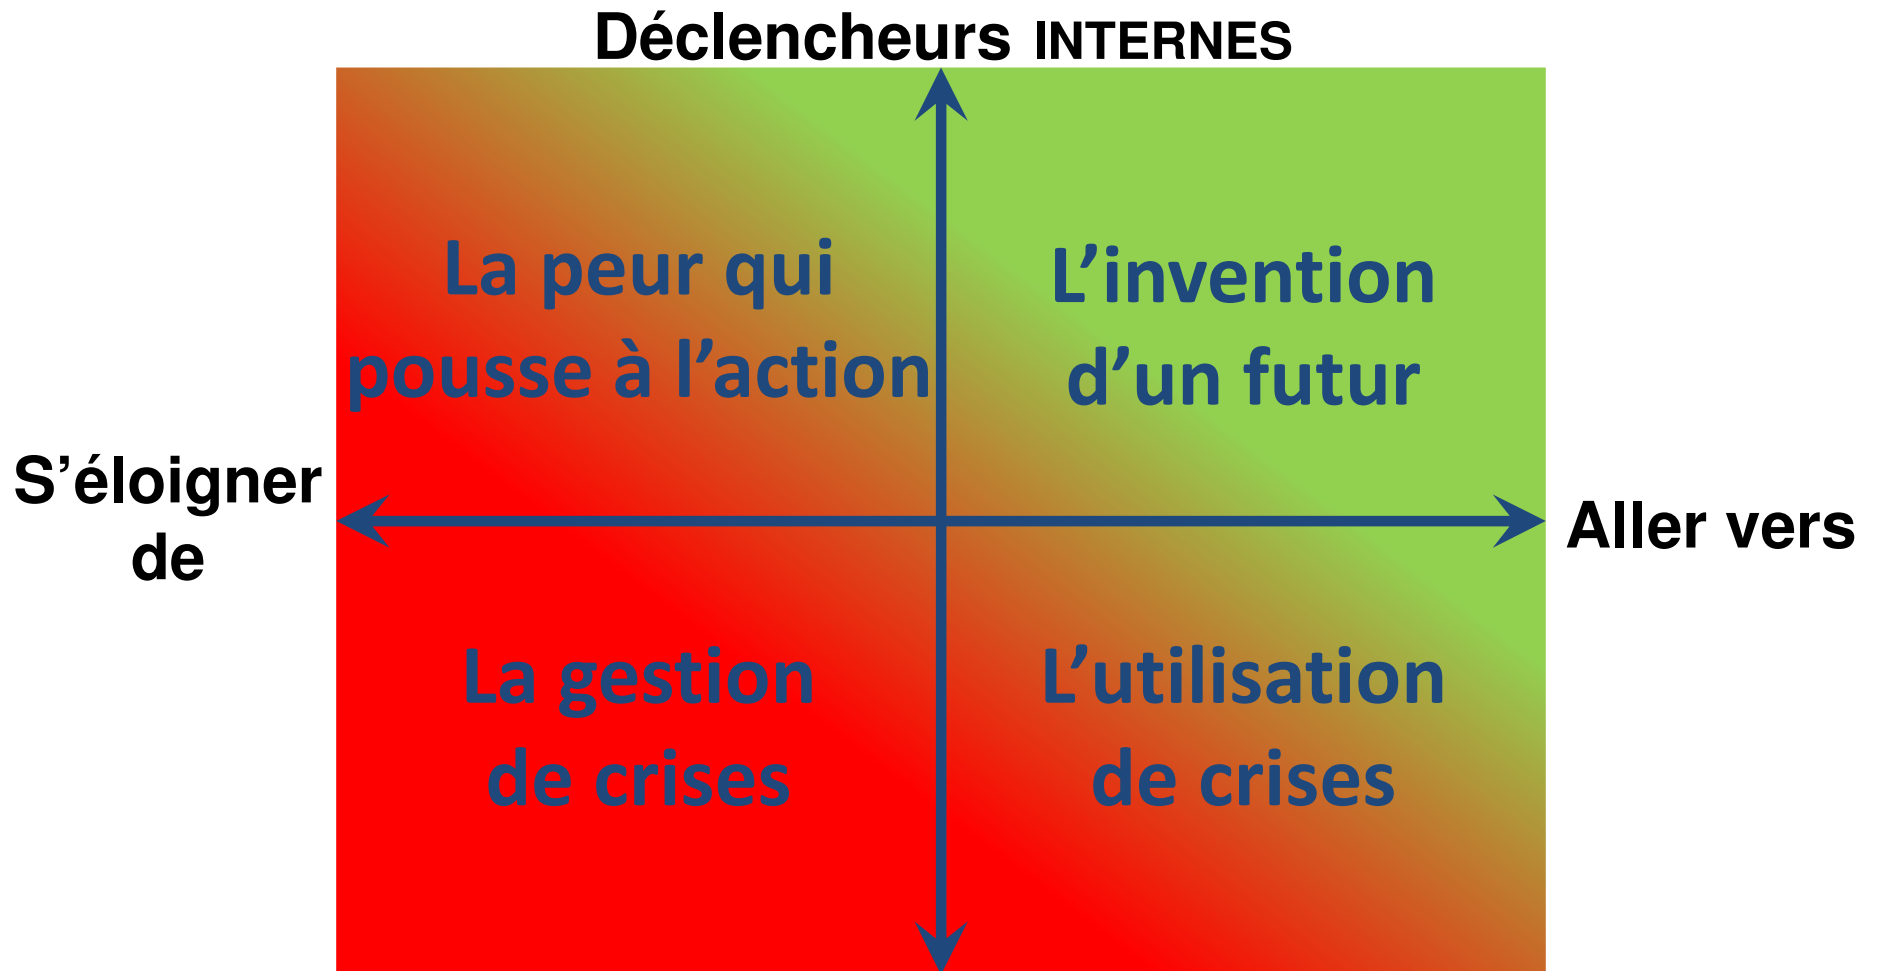 Déclencheurs INTERNES
La peur qui
pousse à l’action
L’invention
d’un futur
S’éloigner
de
Aller vers
La gestion
de crises
L’utilisation
de crises